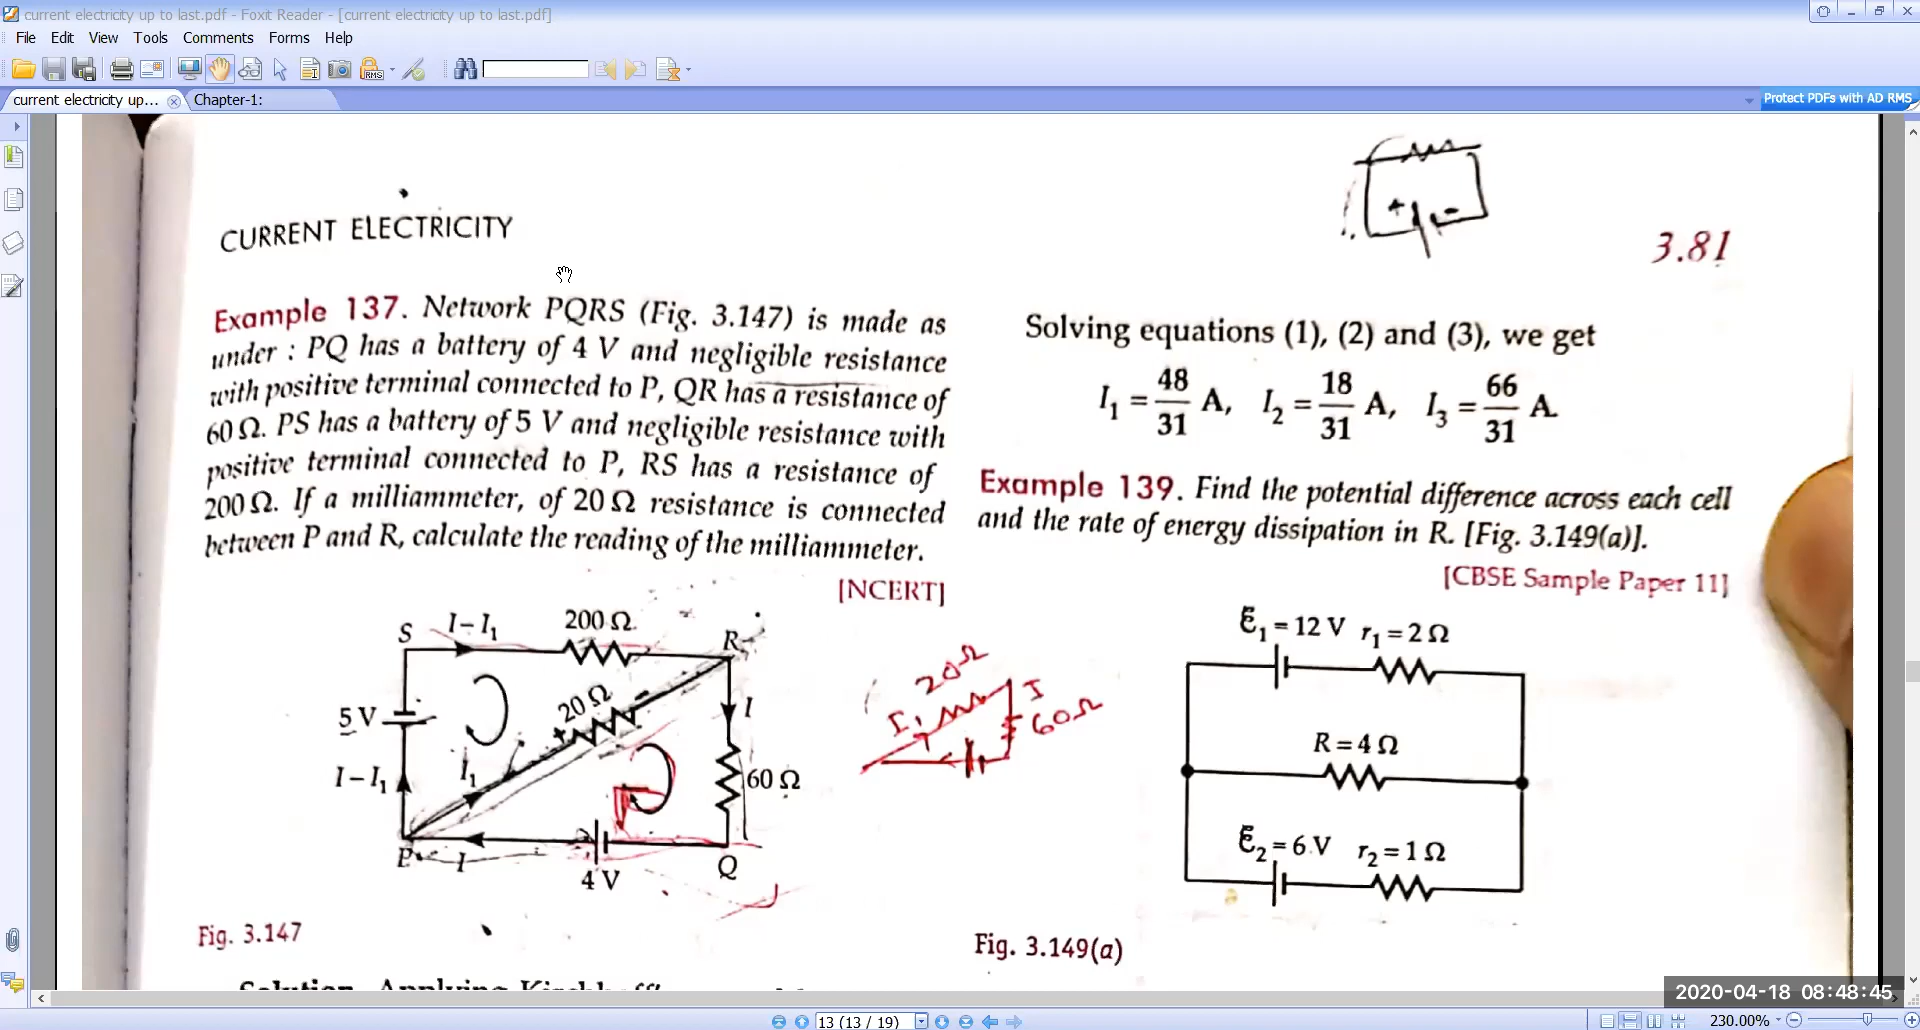 current electricity up to last.pdf - Foxit Reader - [current electricity up to last.pdf]
File Edit View Tools Comments Forms Help
current electricity up... Chapter-1:
Protect PDFs with AD RMS
CURRENT ELECTRICITY
3.81
Example 137. Network PQRS (Fig. 3.147) is made as
under : PQ has a battery of 4 V and negligible resistance
with positive terminal connected to P, QR has a resistance of
60 Ω. PS has a battery of 5 V and negligible resistance with
positive terminal connected to P, RS has a resistance of
200 Ω. If a milliammeter, of 20 Ω resistance is connected
between P and R, calculate the reading of the milliammeter.
[NCERT]
S I – I₁ 200 Ω R
5 V 20 Ω I
I – I₁ I₁ 60 Ω
P I 4 V Q
20Ω
I₁ I
60Ω
Fig. 3.147
Solving equations (1), (2) and (3), we get
I₁ = 48/31 A, I₂ = 18/31 A, I₃ = 66/31 A.
Example 139. Find the potential difference across each cell
and the rate of energy dissipation in R. [Fig. 3.149(a)].
[CBSE Sample Paper 11]
ℰ₁ = 12 V r₁ = 2 Ω
R = 4 Ω
ℰ₂ = 6 V r₂ = 1 Ω
Fig. 3.149(a)
2020-04-18 08:48:45
13 (13 / 19)
230.00%